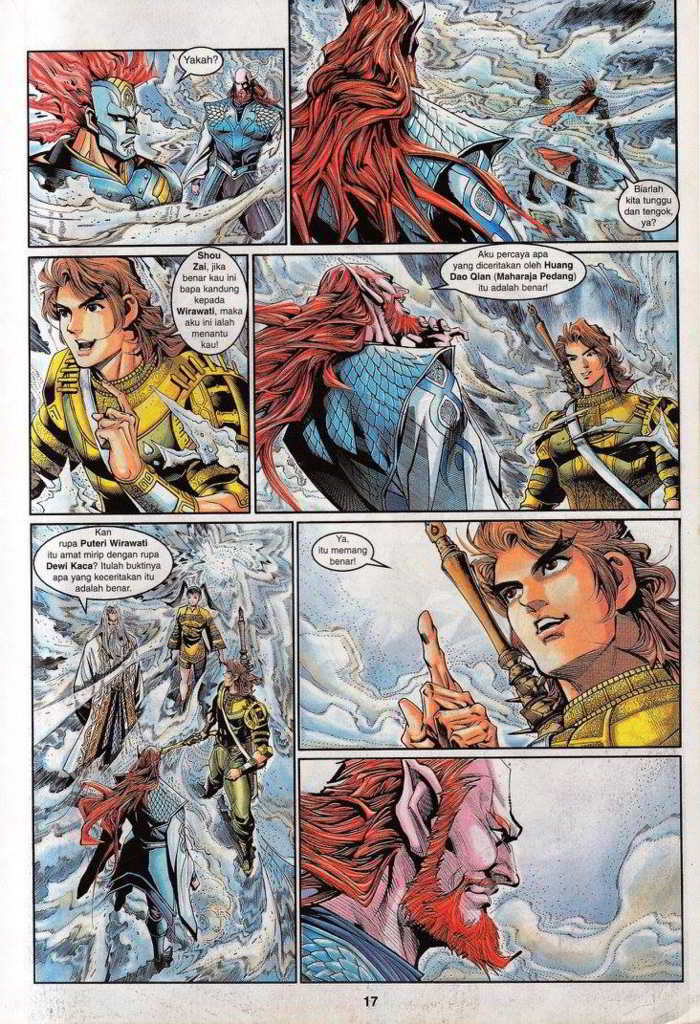 Yakah?
Biarlah
kita tunggu
dan tengok,
ya?
Shou
Zai, jika
benar kau ini
bapa kandung
kepada
Wirawati, maka
aku ini ialah
menantu
kau!
Aku percaya apa
yang diceritakan oleh Huang
Dao Qian (Maharaja Pedang)
itu adalah benar!
Kan
rupa Puteri Wirawati
itu amat mirip dengan rupa
Dewi Kaca? Itulah buktinya
apa yang keceritakan itu
adalah benar.
Ya,
itu memang
benar!
17